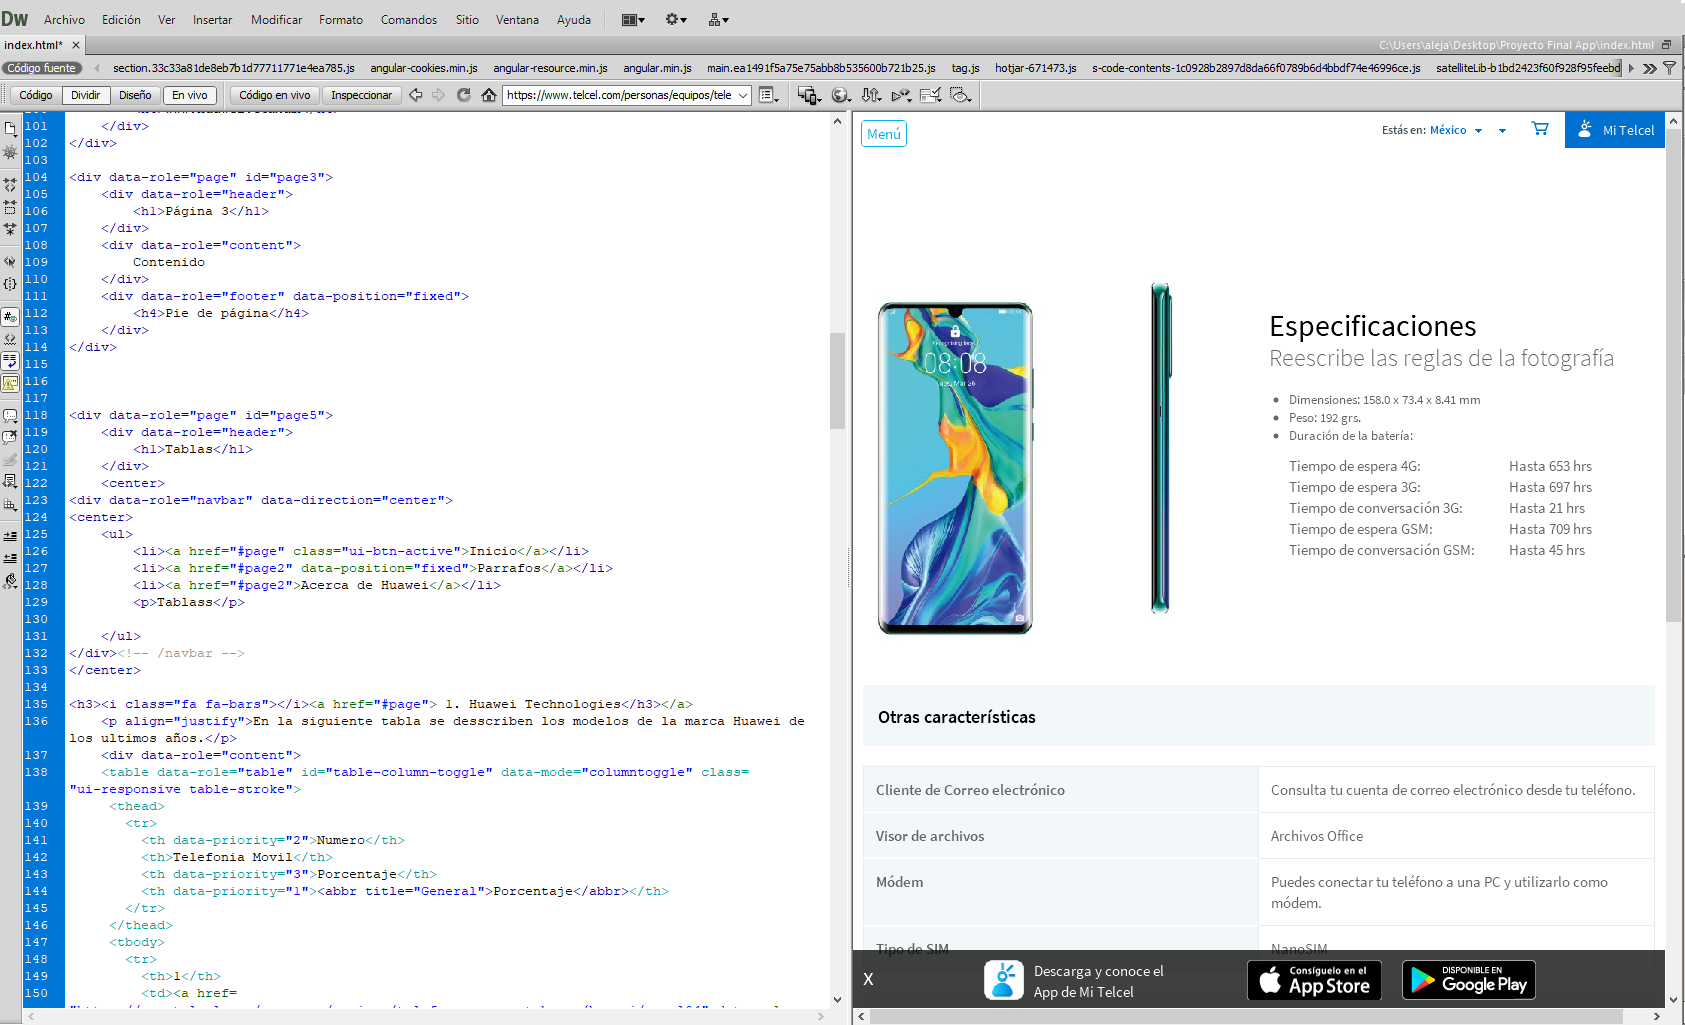 Dw Archivo Edición Ver Insertar Modificar Formato Comandos Sitio Ventana Ayuda
index.html* × C:\Users\aleja\Desktop\Proyecto Final App\index.html
Código fuente section.33c33a81de8eb7b1d77711771e4ea785.js angular-cookies.min.js angular-resource.min.js angular.min.js main.ea1491f5a75e75abb8b535600b721b25.js tag.js hotjar-671473.js s-code-contents-1c0928b2897d8da66f0789b6d4bbdf74e46996ce.js satelliteLib-b1bd2423f60f928f95feebd
Código Dividir Diseño En vivo Código en vivo Inspeccionar https://www.telcel.com/personas/equipos/tele
101 </div>
102 </div>
103
104 <div data-role="page" id="page3">
105 <div data-role="header">
106 <h1>Página 3</h1>
107 </div>
108 <div data-role="content">
109 Contenido
110 </div>
111 <div data-role="footer" data-position="fixed">
112 <h4>Pie de página</h4>
113 </div>
114 </div>
115
116
117
118 <div data-role="page" id="page5">
119 <div data-role="header">
120 <h1>Tablas</h1>
121 </div>
122 <center>
123 <div data-role="navbar" data-direction="center">
124 <center>
125 <ul>
126 <li><a href="#page" class="ui-btn-active">Inicio</a></li>
127 <li><a href="#page2" data-position="fixed">Parrafos</a></li>
128 <li><a href="#page2">Acerca de Huawei</a></li>
129 <p>Tablass</p>
130
131 </ul>
132 </div><!-- /navbar -->
133 </center>
134
135 <h3><i class="fa fa-bars"></i><a href="#page"> 1. Huawei Technologies</h3></a>
136 <p align="justify">En la siguiente tabla se desscriben los modelos de la marca Huawei de
los ultimos años.</p>
137 <div data-role="content">
138 <table data-role="table" id="table-column-toggle" data-mode="columntoggle" class=
"ui-responsive table-stroke">
139 <thead>
140 <tr>
141 <th data-priority="2">Numero</th>
142 <th>Telefonia Movil</th>
143 <th data-priority="3">Porcentaje</th>
144 <th data-priority="1"><abbr title="General">Porcentaje</abbr></th>
145 </tr>
146 </thead>
147 <tbody>
148 <tr>
149 <th>1</th>
150 <td><a href=
Menú Estás en: México Mi Telcel
08:08
Especificaciones
Reescribe las reglas de la fotografía
Dimensiones: 158.0 x 73.4 x 8.41 mm
Peso: 192 grs.
Duración de la batería:
Tiempo de espera 4G: Hasta 653 hrs
Tiempo de espera 3G: Hasta 697 hrs
Tiempo de conversación 3G: Hasta 21 hrs
Tiempo de espera GSM: Hasta 709 hrs
Tiempo de conversación GSM: Hasta 45 hrs
Otras características
Cliente de Correo electrónico Consulta tu cuenta de correo electrónico desde tu teléfono.
Visor de archivos Archivos Office
Módem Puedes conectar tu teléfono a una PC y utilizarlo como
módem.
Tipo de SIM NanoSIM
X Descarga y conoce el
App de Mi Telcel
Consíguelo en el
App Store
DISPONIBLE EN
Google Play